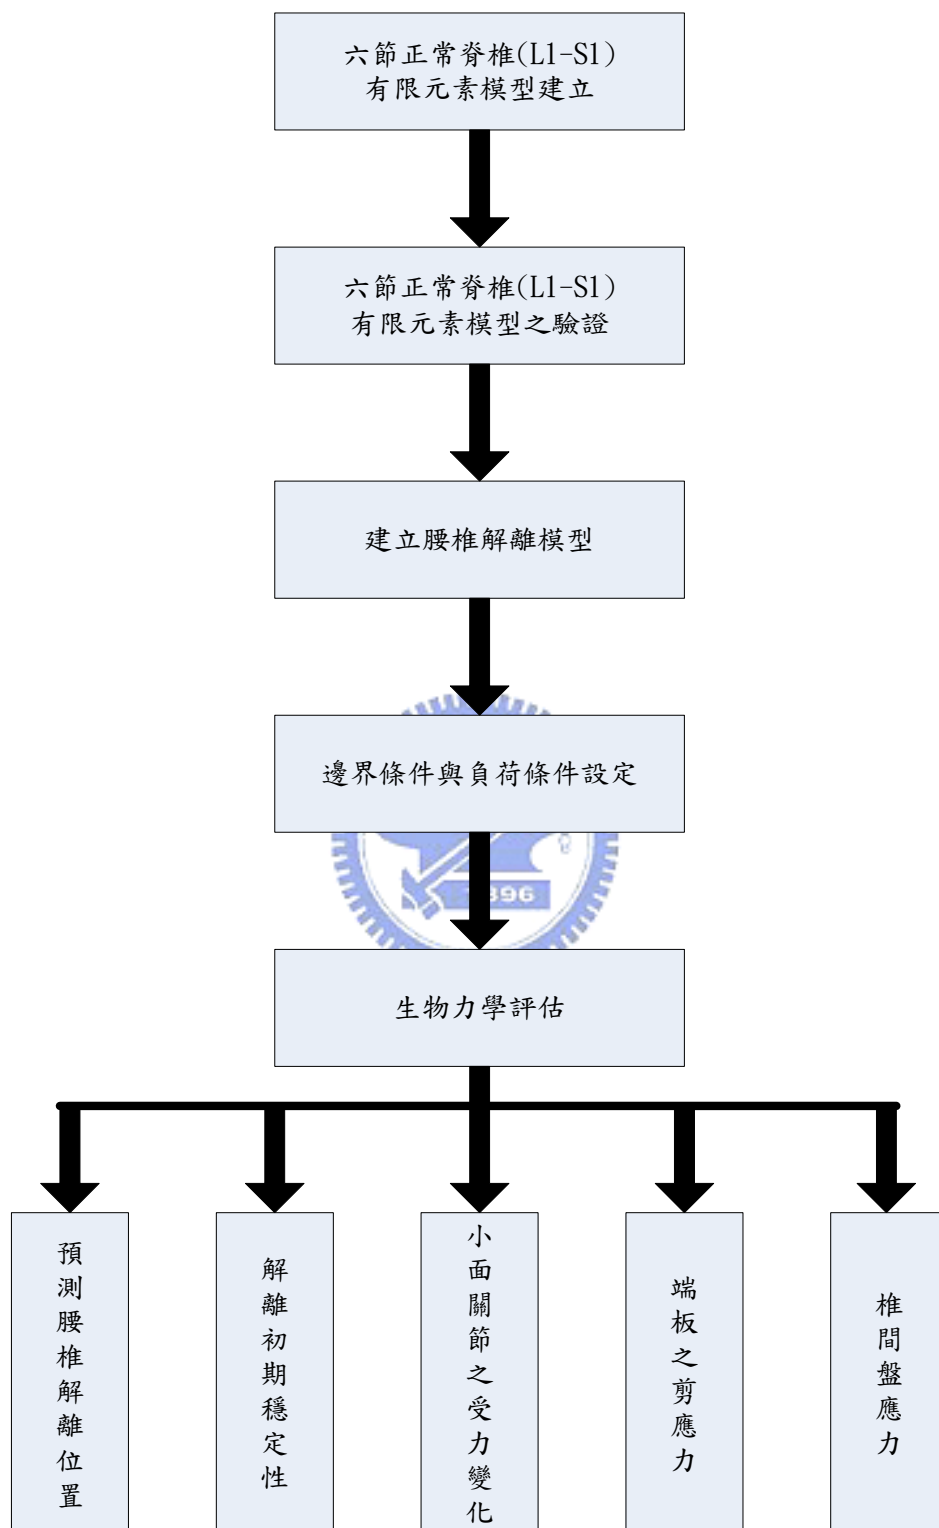 六節正常脊椎(L1-S1)
有限元素模型建立
六節正常脊椎(L1-S1)
有限元素模型之驗證
建立腰椎解離模型
邊界條件與負荷條件設定
1896
生物力學評估
預測腰椎解離位置
解離初期穩定性
小面關節之受力變化
端板之剪應力
椎間盤應力